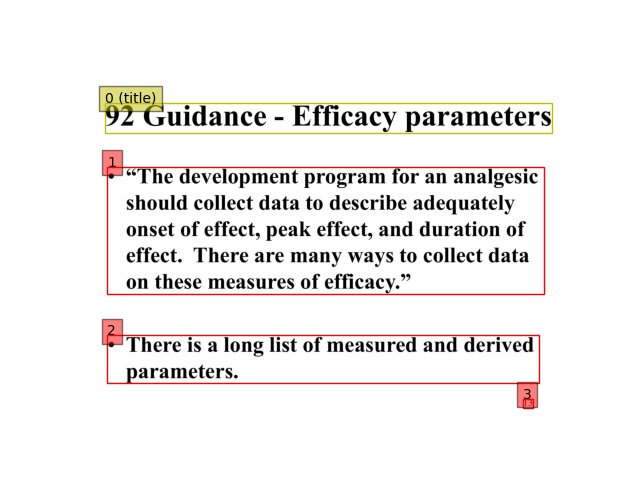 0 (title)
92 Guidance - Efficacy parameters
1
• “The development program for an analgesic
should collect data to describe adequately
onset of effect, peak effect, and duration of
effect.  There are many ways to collect data
on these measures of efficacy.”
2
• There is a long list of measured and derived
parameters.
3